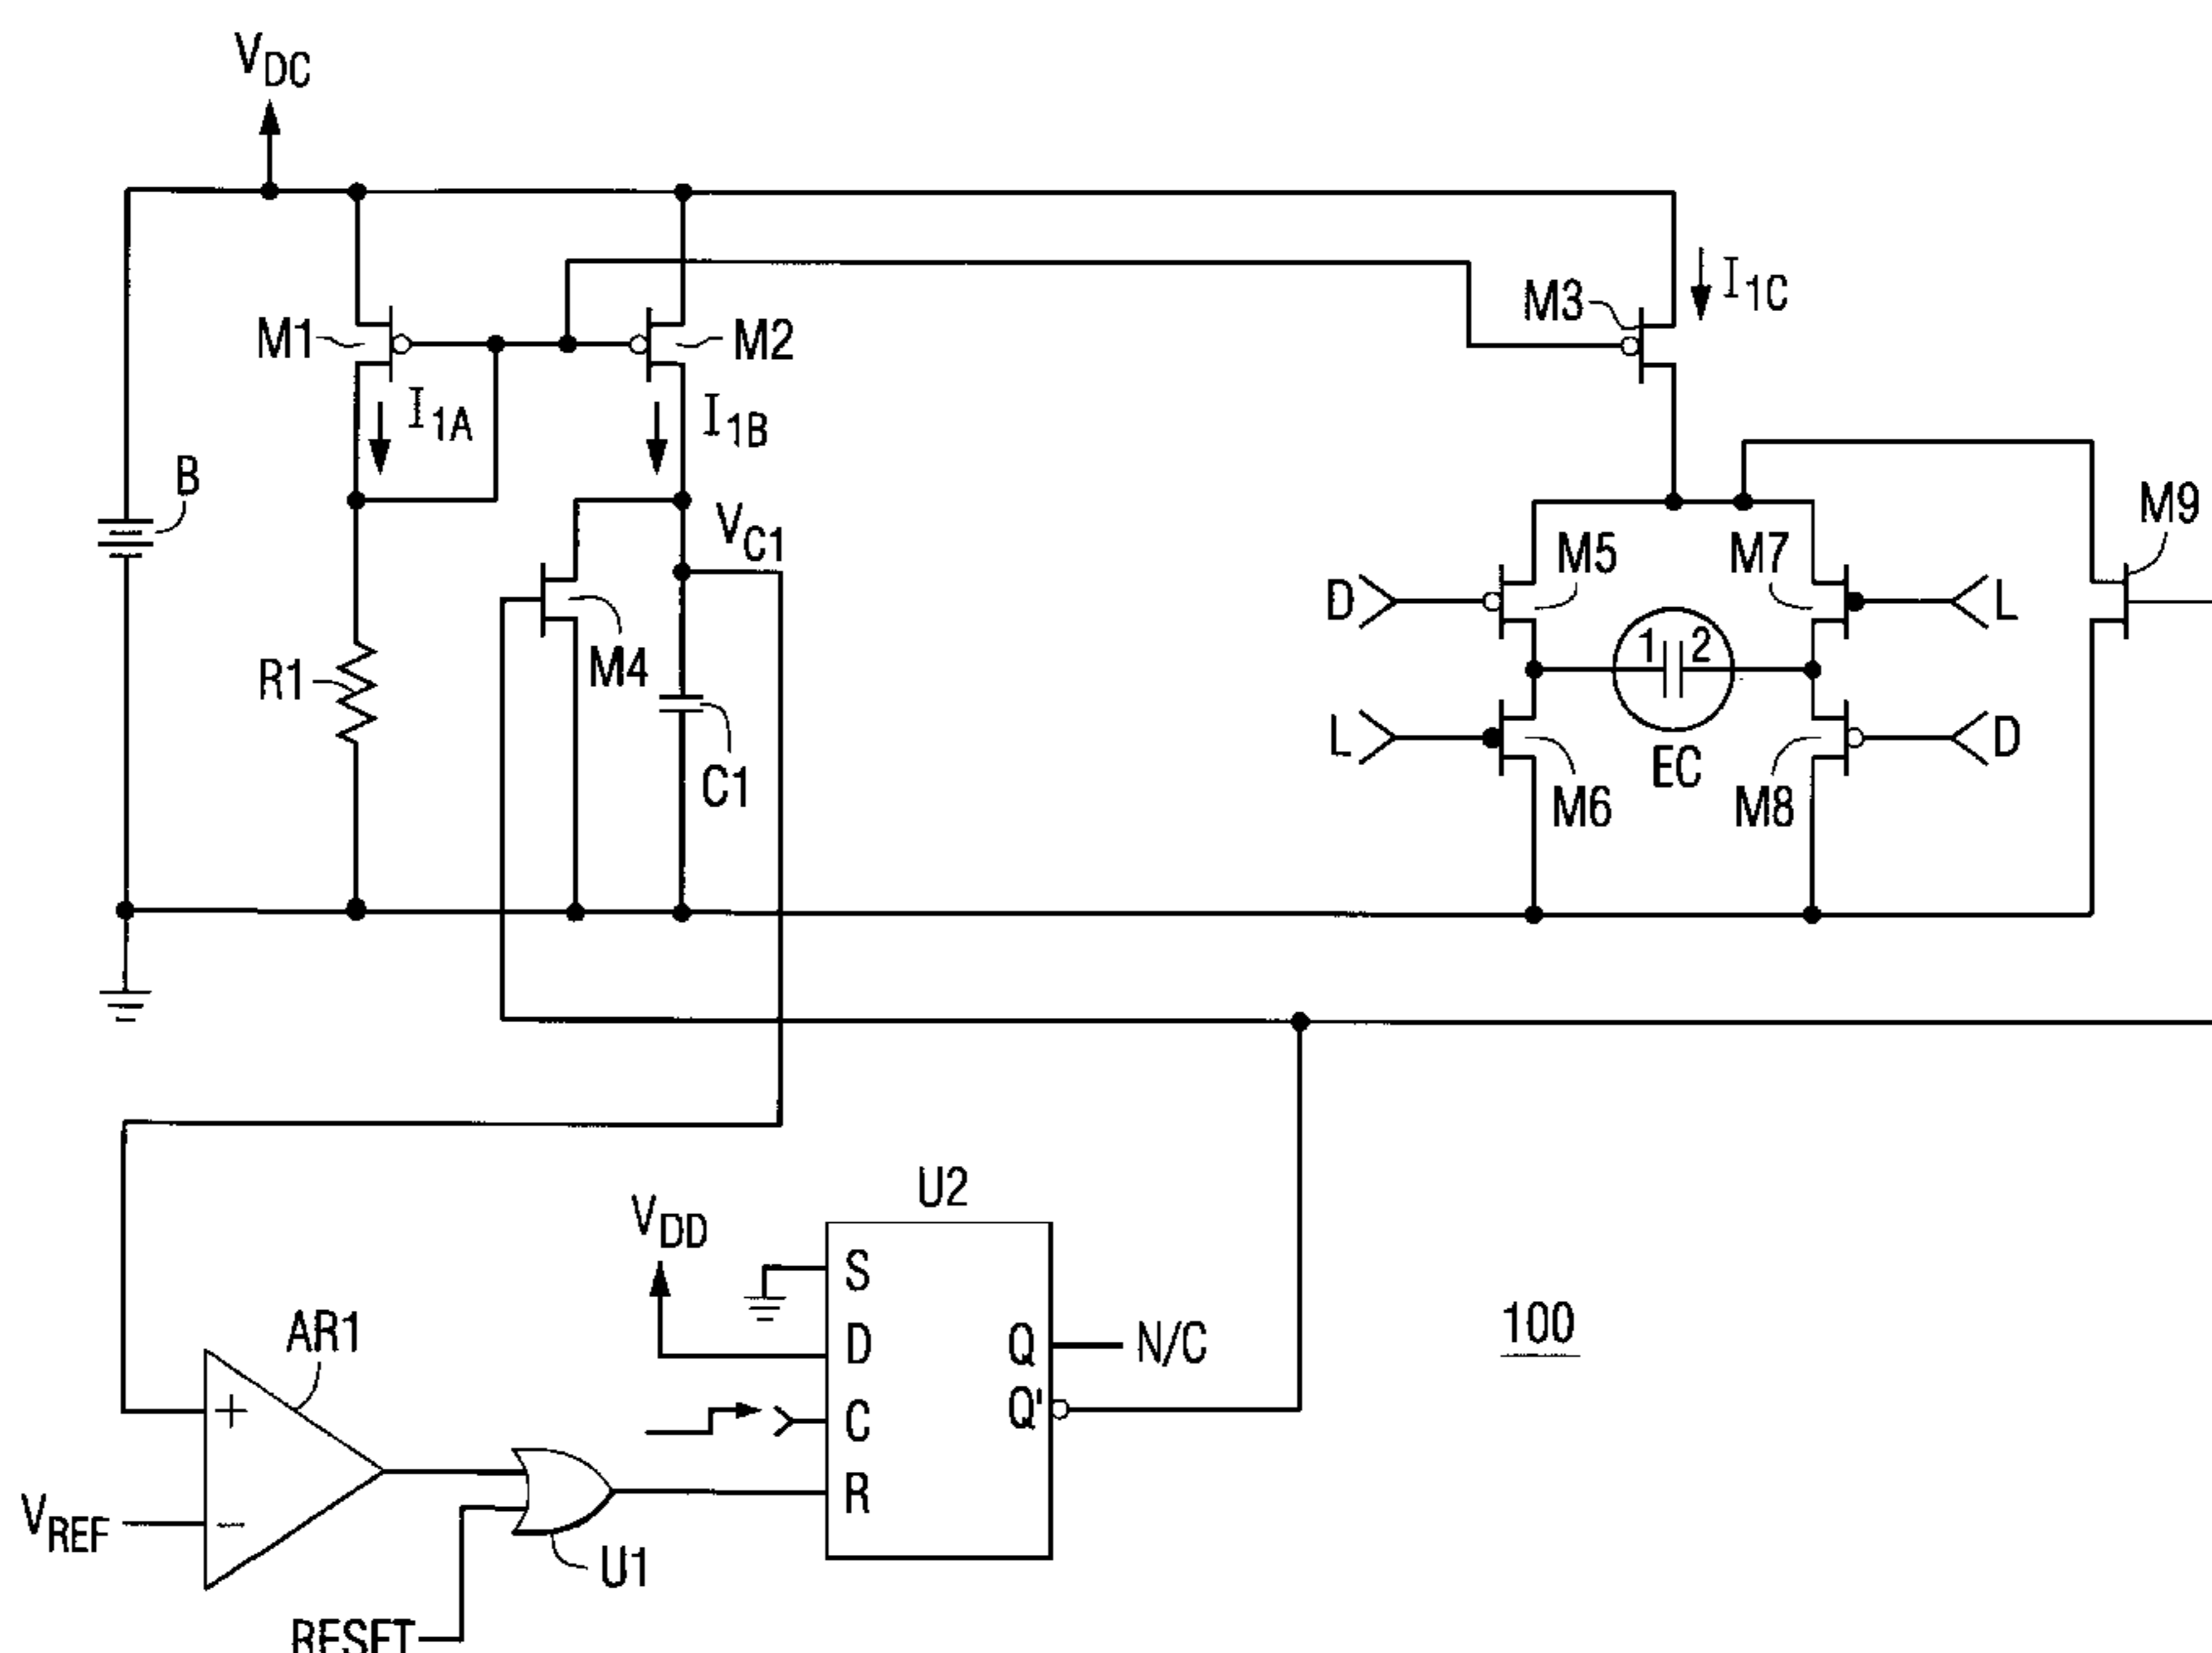 VDC
M1
M2
M3
I1C
I1A
I1B
B
VC1
M9
M5
M7
D
L
1 2
R1
M4
L
D
EC
C1
M6
M8
U2
VDD
S
AR1
D
Q
N/C
100
+
C
Q'
R
VREF
−
U1
RESET